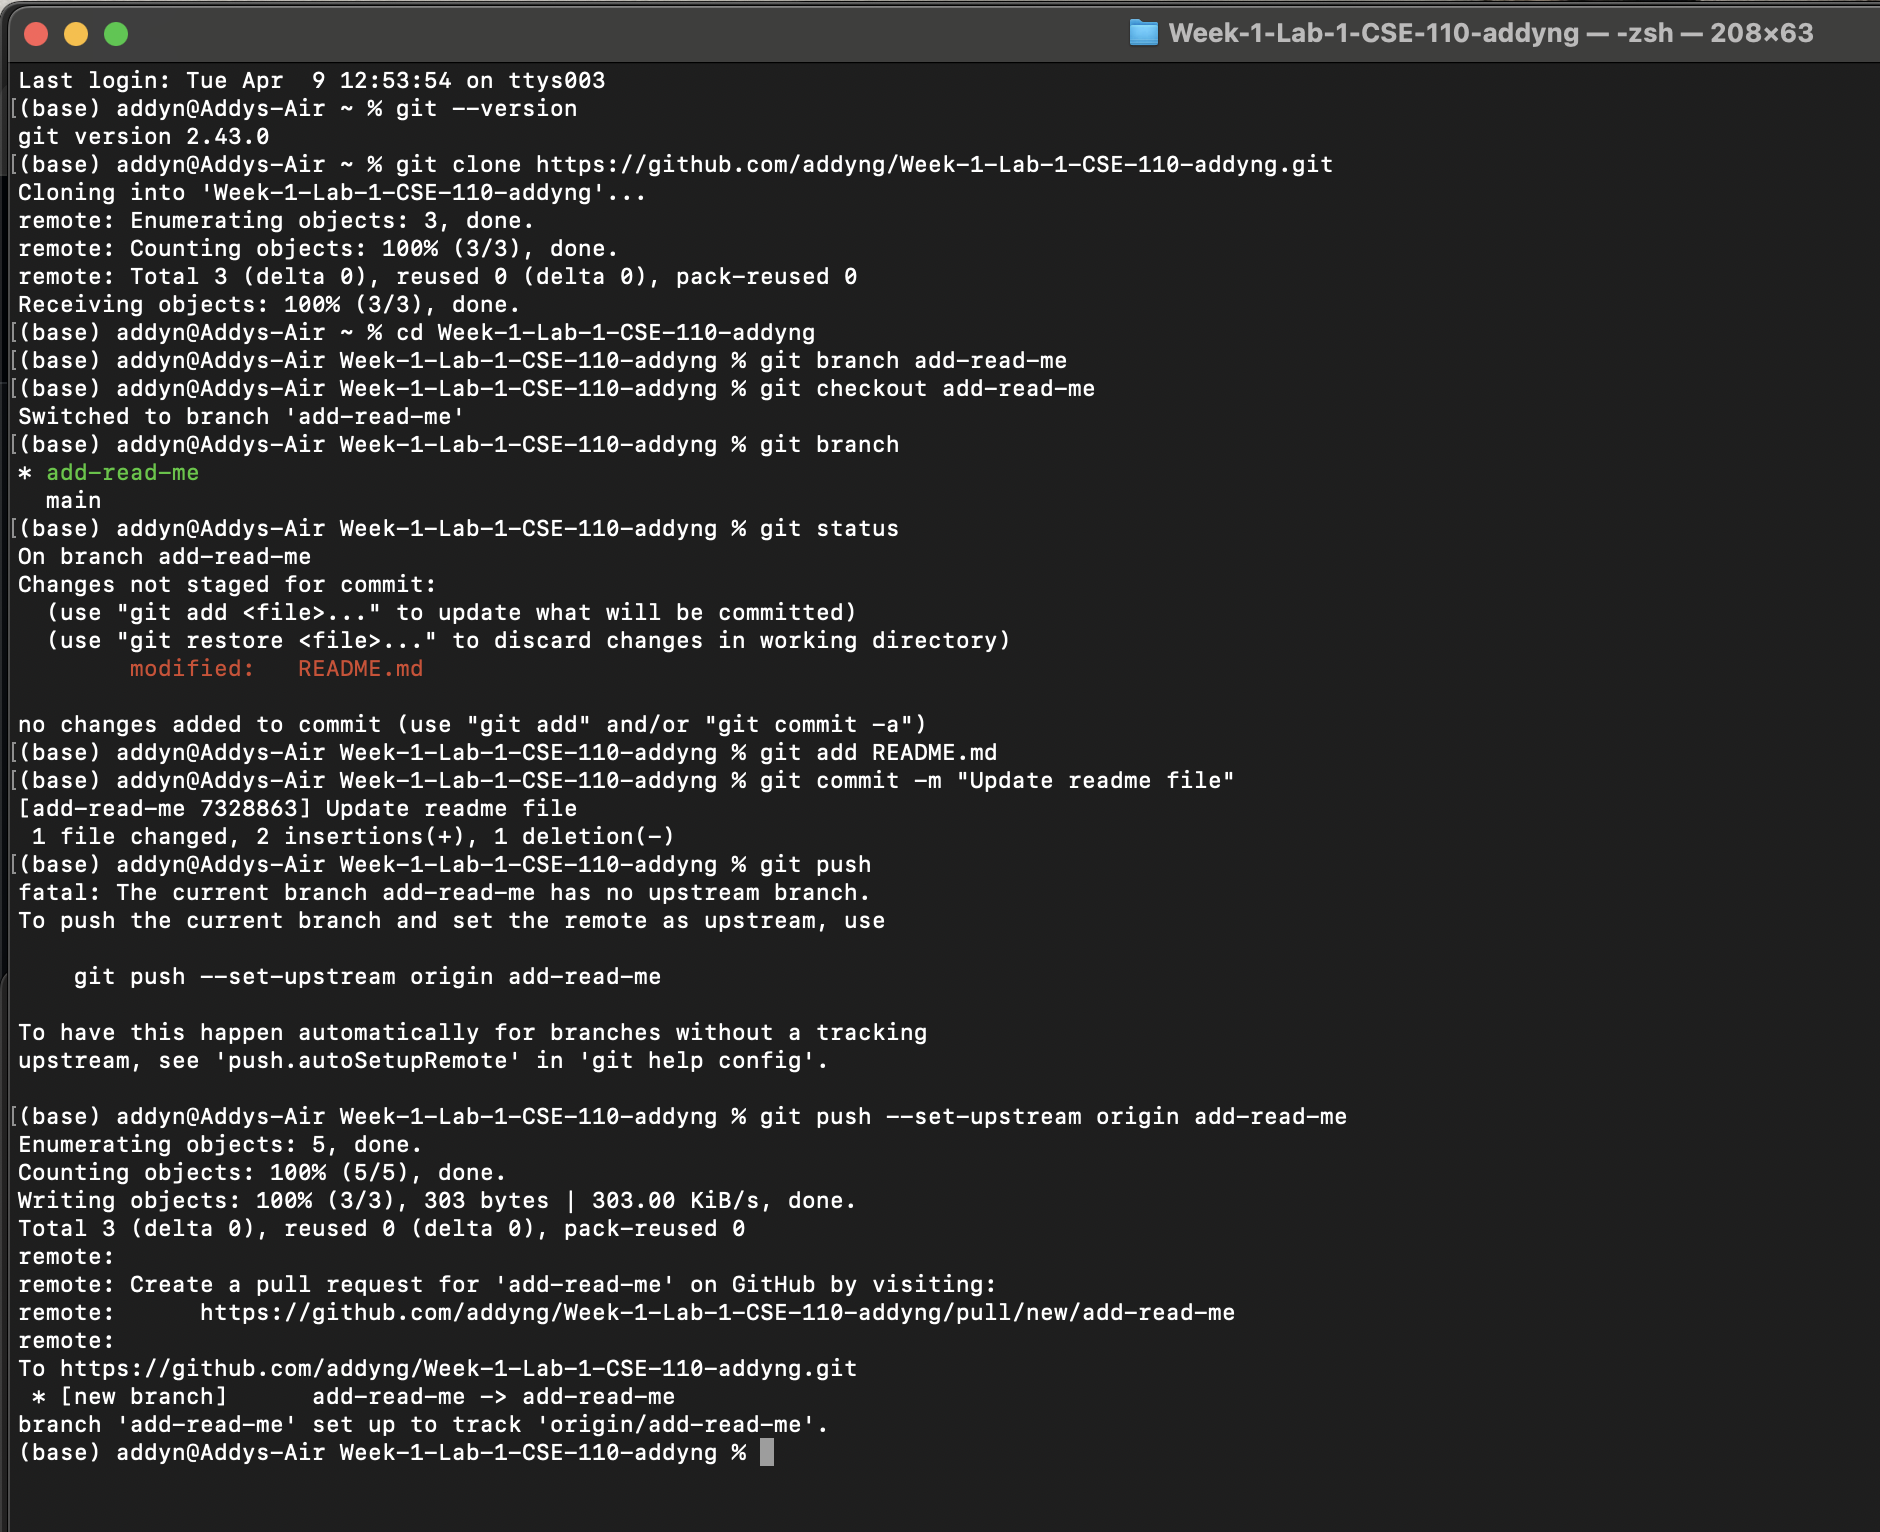 Week-1-Lab-1-CSE-110-addyng — -zsh — 208×63
Last login: Tue Apr  9 12:53:54 on ttys003
[(base) addyn@Addys-Air ~ % git --version
git version 2.43.0
[(base) addyn@Addys-Air ~ % git clone https://github.com/addyng/Week-1-Lab-1-CSE-110-addyng.git
Cloning into 'Week-1-Lab-1-CSE-110-addyng'...
remote: Enumerating objects: 3, done.
remote: Counting objects: 100% (3/3), done.
remote: Total 3 (delta 0), reused 0 (delta 0), pack-reused 0
Receiving objects: 100% (3/3), done.
[(base) addyn@Addys-Air ~ % cd Week-1-Lab-1-CSE-110-addyng
[(base) addyn@Addys-Air Week-1-Lab-1-CSE-110-addyng % git branch add-read-me
[(base) addyn@Addys-Air Week-1-Lab-1-CSE-110-addyng % git checkout add-read-me
Switched to branch 'add-read-me'
[(base) addyn@Addys-Air Week-1-Lab-1-CSE-110-addyng % git branch
* add-read-me
  main
[(base) addyn@Addys-Air Week-1-Lab-1-CSE-110-addyng % git status
On branch add-read-me
Changes not staged for commit:
  (use "git add <file>..." to update what will be committed)
  (use "git restore <file>..." to discard changes in working directory)
        modified:   README.md
no changes added to commit (use "git add" and/or "git commit -a")
[(base) addyn@Addys-Air Week-1-Lab-1-CSE-110-addyng % git add README.md
[(base) addyn@Addys-Air Week-1-Lab-1-CSE-110-addyng % git commit -m "Update readme file"
[add-read-me 7328863] Update readme file
 1 file changed, 2 insertions(+), 1 deletion(-)
[(base) addyn@Addys-Air Week-1-Lab-1-CSE-110-addyng % git push
fatal: The current branch add-read-me has no upstream branch.
To push the current branch and set the remote as upstream, use
    git push --set-upstream origin add-read-me
To have this happen automatically for branches without a tracking
upstream, see 'push.autoSetupRemote' in 'git help config'.
[(base) addyn@Addys-Air Week-1-Lab-1-CSE-110-addyng % git push --set-upstream origin add-read-me
Enumerating objects: 5, done.
Counting objects: 100% (5/5), done.
Writing objects: 100% (3/3), 303 bytes | 303.00 KiB/s, done.
Total 3 (delta 0), reused 0 (delta 0), pack-reused 0
remote:
remote: Create a pull request for 'add-read-me' on GitHub by visiting:
remote:      https://github.com/addyng/Week-1-Lab-1-CSE-110-addyng/pull/new/add-read-me
remote:
To https://github.com/addyng/Week-1-Lab-1-CSE-110-addyng.git
 * [new branch]      add-read-me -> add-read-me
branch 'add-read-me' set up to track 'origin/add-read-me'.
(base) addyn@Addys-Air Week-1-Lab-1-CSE-110-addyng %